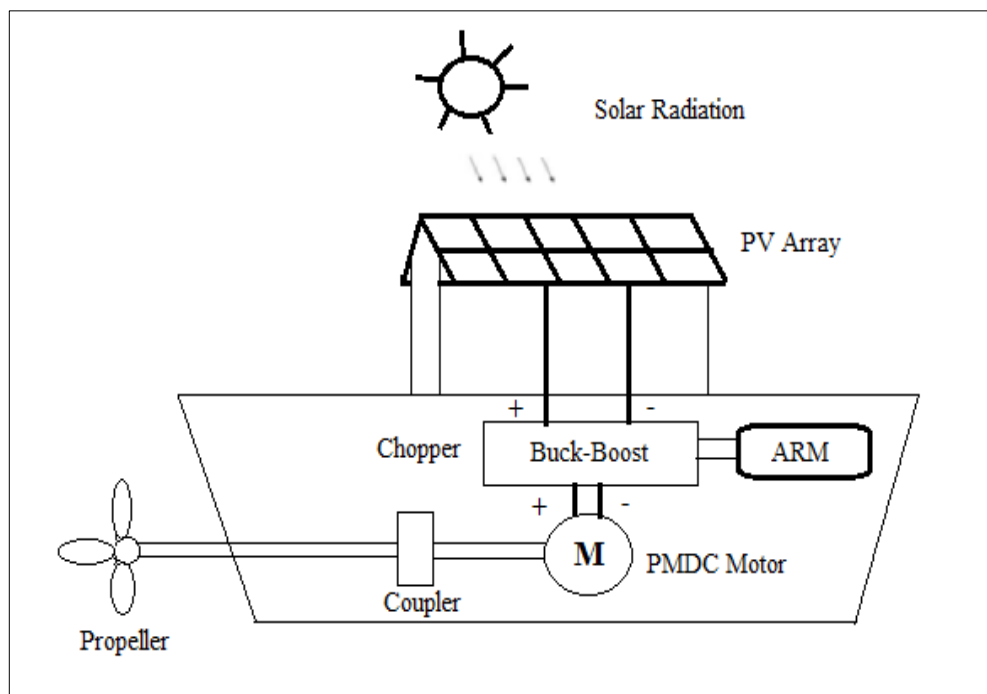 Solar Radiation
PV Array
+ -
Chopper
Buck-Boost
ARM
+ -
M
PMDC Motor
Coupler
Propeller